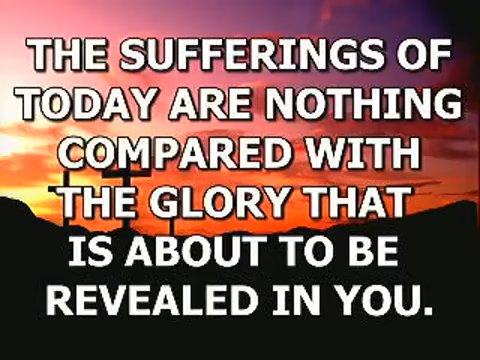 THE SUFFERINGS OF
TODAY ARE NOTHING
COMPARED WITH
THE GLORY THAT
IS ABOUT TO BE
REVEALED IN YOU.